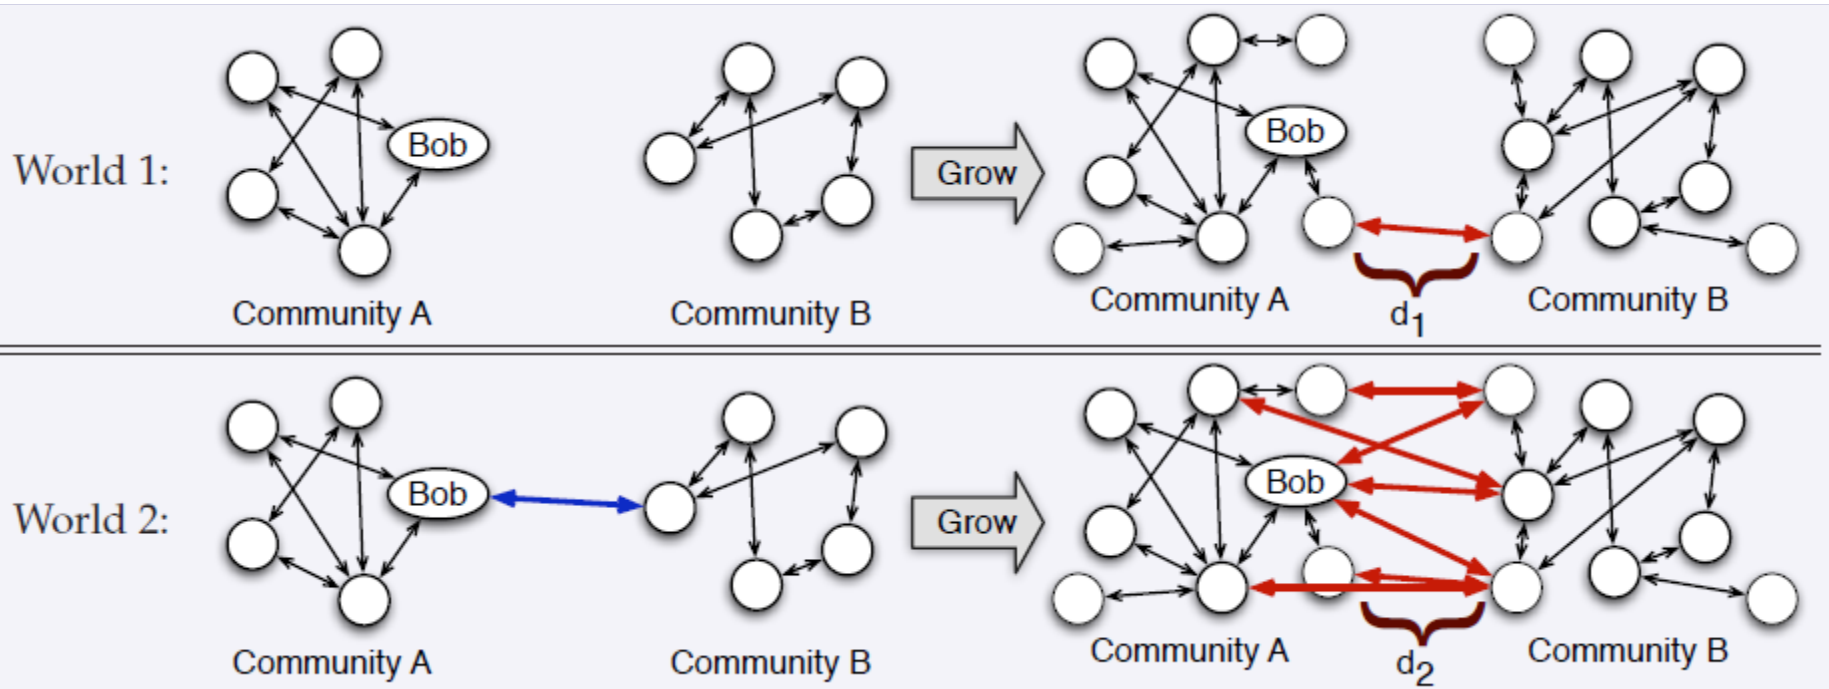 World 1:
Bob
Community A
Community B
Grow
Bob
Community A
d1
Community B
World 2:
Bob
Community A
Community B
Grow
Bob
Community A
d2
Community B